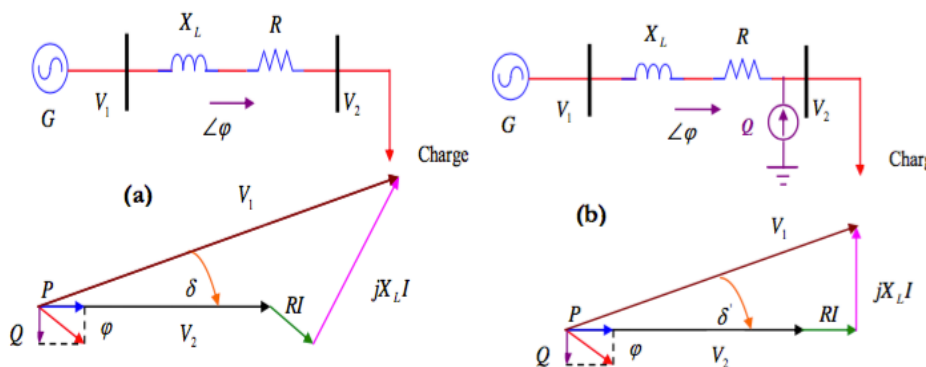 X_L R
G V_1 ∠φ V_2
Charge
(a)
V_1
P δ RI jX_L I
Q φ V_2
X_L R
G V_1 ∠φ Q V_2
Charg
(b)
V_1
P δ' RI jX_L I
Q φ V_2